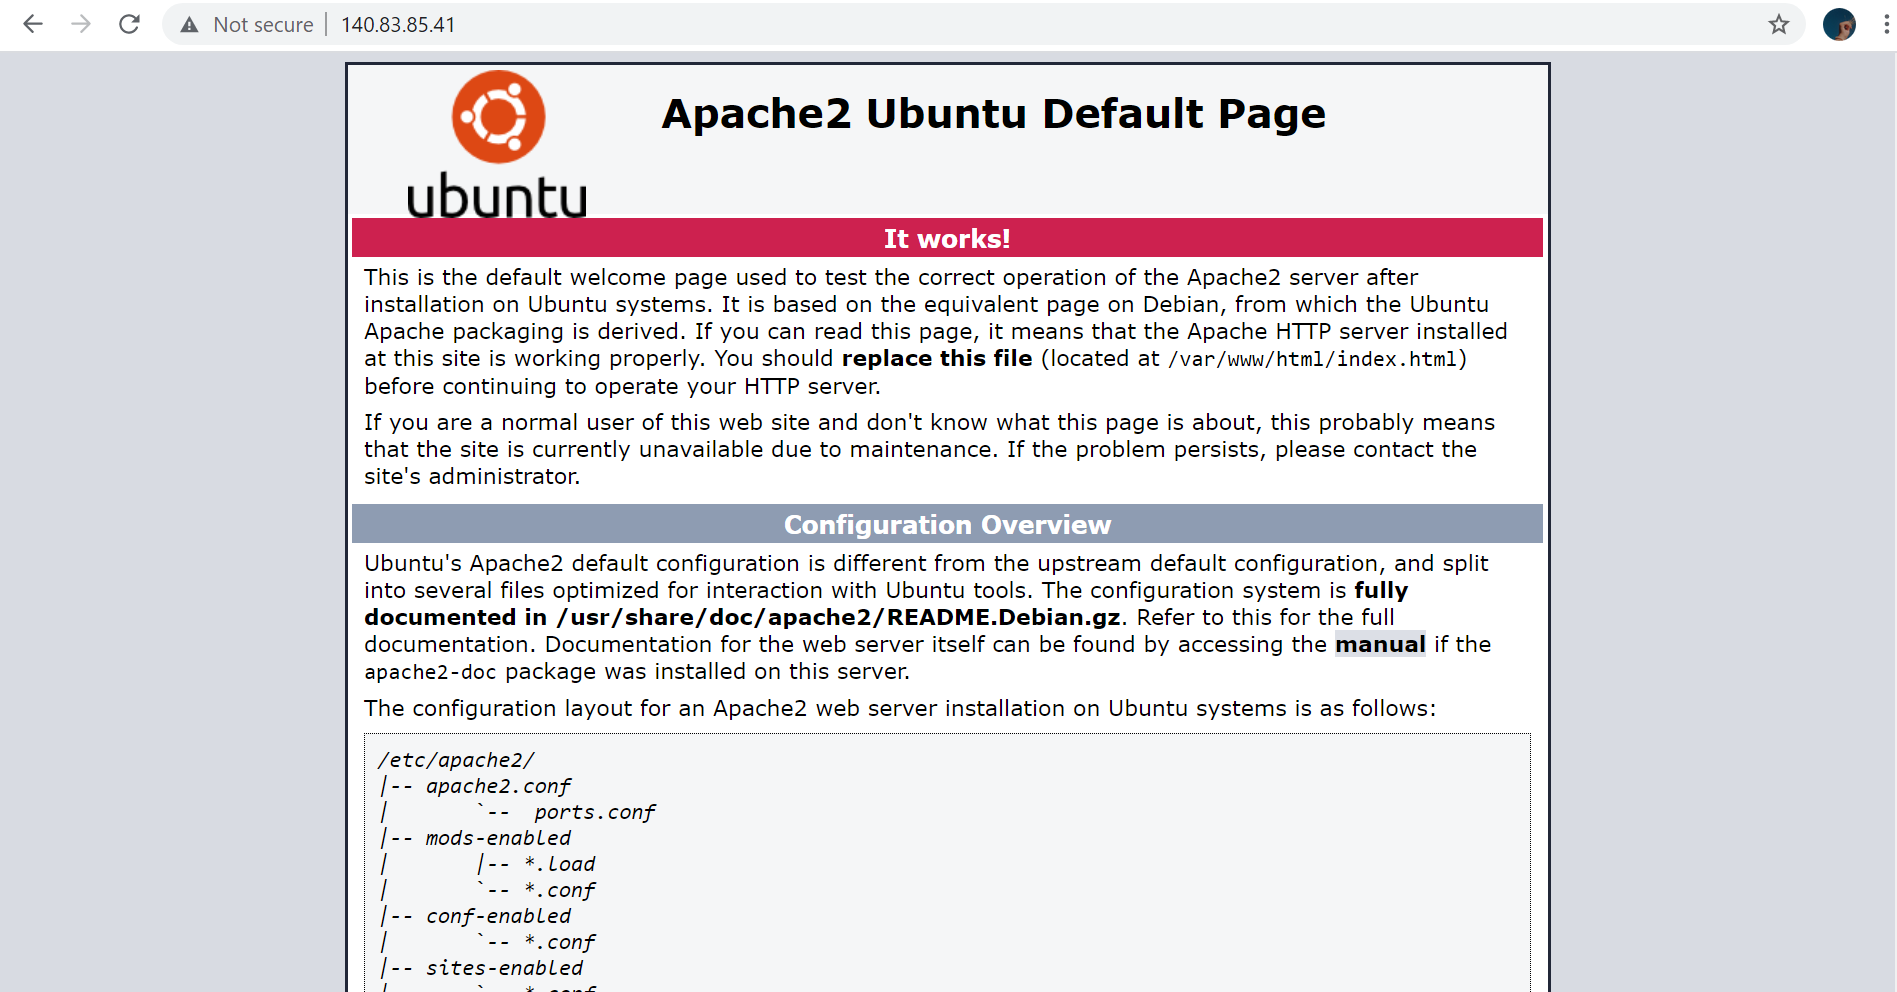 Not secure | 140.83.85.41
Apache2 Ubuntu Default Page
ubuntu
It works!
This is the default welcome page used to test the correct operation of the Apache2 server after
installation on Ubuntu systems. It is based on the equivalent page on Debian, from which the Ubuntu
Apache packaging is derived. If you can read this page, it means that the Apache HTTP server installed
at this site is working properly. You should replace this file (located at /var/www/html/index.html)
before continuing to operate your HTTP server.
If you are a normal user of this web site and don't know what this page is about, this probably means
that the site is currently unavailable due to maintenance. If the problem persists, please contact the
site's administrator.
Configuration Overview
Ubuntu's Apache2 default configuration is different from the upstream default configuration, and split
into several files optimized for interaction with Ubuntu tools. The configuration system is fully
documented in /usr/share/doc/apache2/README.Debian.gz. Refer to this for the full
documentation. Documentation for the web server itself can be found by accessing the manual if the
apache2-doc package was installed on this server.
The configuration layout for an Apache2 web server installation on Ubuntu systems is as follows:
/etc/apache2/
|-- apache2.conf
|       `--  ports.conf
|-- mods-enabled
|       |-- *.load
|       `-- *.conf
|-- conf-enabled
|       `-- *.conf
|-- sites-enabled
|       `-- *.conf